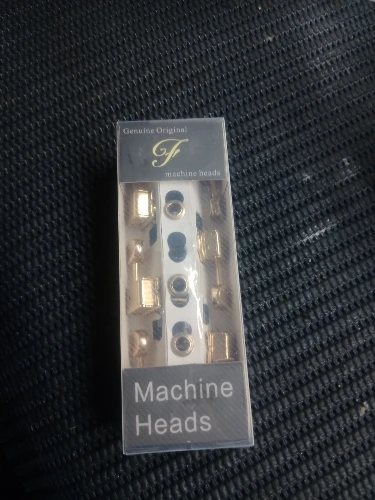 Genuine Original
F
machine heads
Machine
Heads